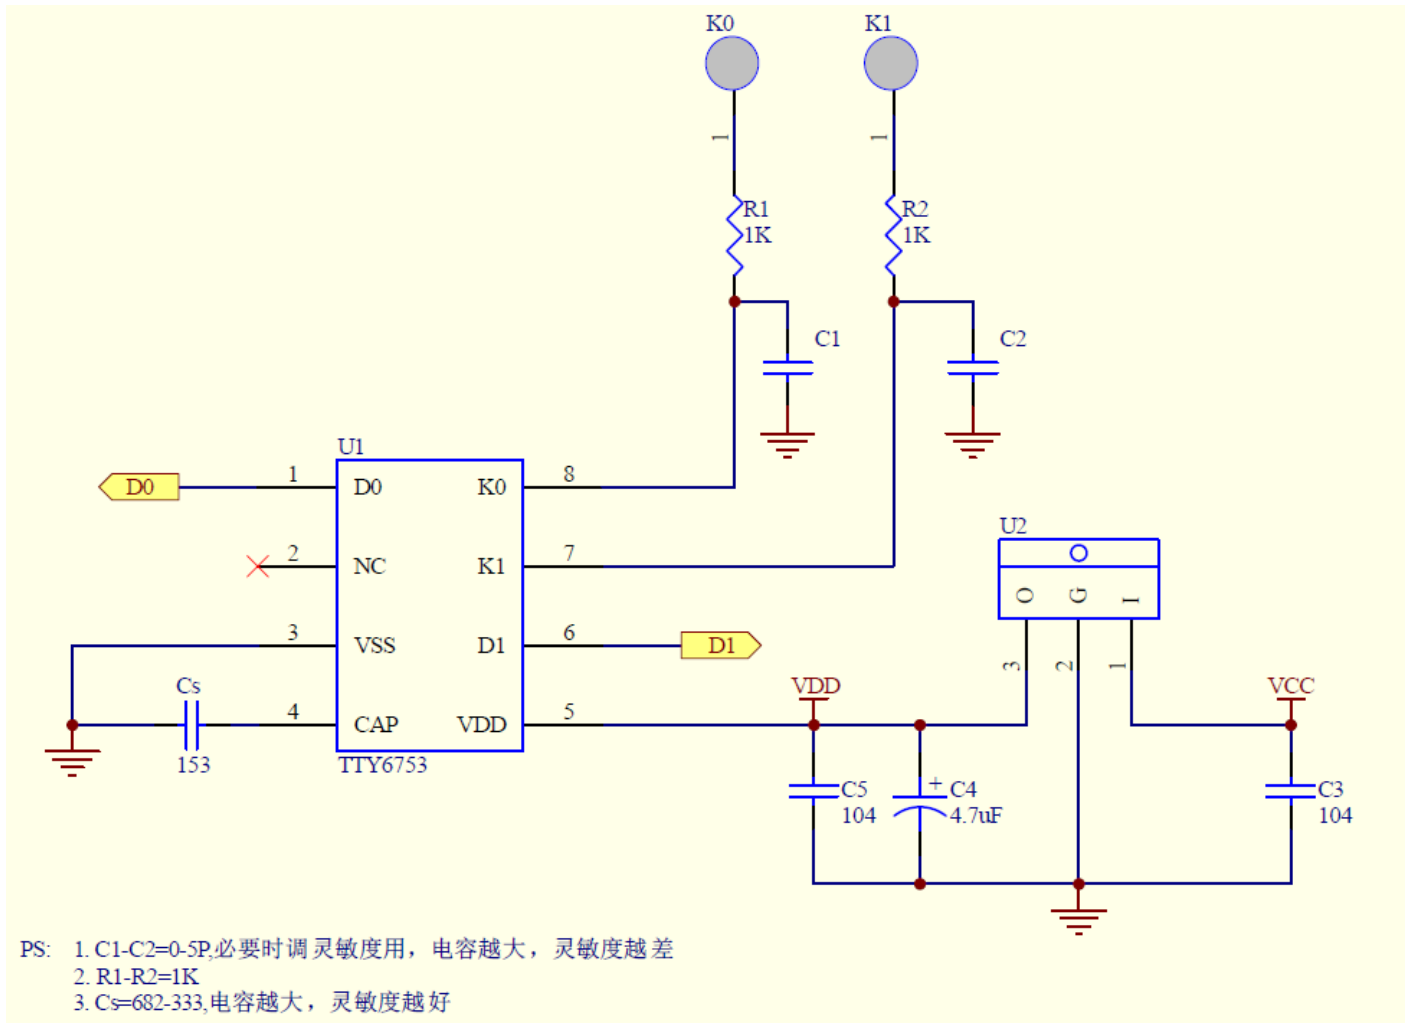 K0
K1
1
1
R1
1K
R2
1K
C1
C2
U1
D0
1
D0
K0
8
2
NC
K1
7
3
VSS
D1
6
D1
Cs
153
4
CAP
VDD
5
TTY6753
U2
O
G
I
3
2
1
VDD
VCC
C5
104
+
C4
4.7uF
C3
104
PS: 1. C1-C2=0-5P,必要时调灵敏度用，电容越大，灵敏度越差
2. R1-R2=1K
3. Cs=682-333,电容越大，灵敏度越好